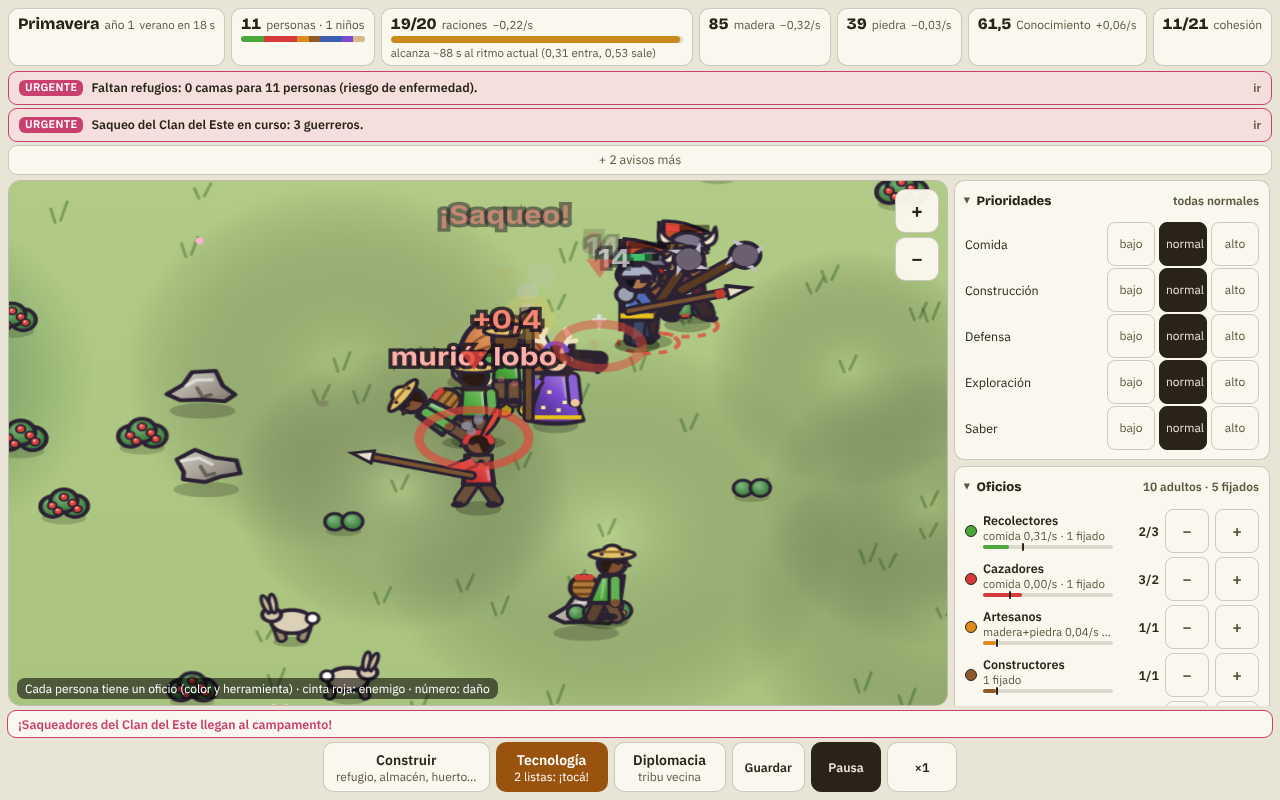 Primavera año 1 verano en 18 s
11 personas · 1 niños
19/20 raciones −0,22/s
alcanza ~88 s al ritmo actual (0,31 entra, 0,53 sale)
85 madera −0,32/s
39 piedra −0,03/s
61,5 Conocimiento +0,06/s
11/21 cohesión
URGENTE Faltan refugios: 0 camas para 11 personas (riesgo de enfermedad). ir
URGENTE Saqueo del Clan del Este en curso: 3 guerreros. ir
+ 2 avisos más
¡Saqueo!
14
+0,4
murió: lobo
+
−
Cada persona tiene un oficio (color y herramienta) · cinta roja: enemigo · número: daño
▼ Prioridades todas normales
Comida bajo normal alto
Construcción bajo normal alto
Defensa bajo normal alto
Exploración bajo normal alto
Saber bajo normal alto
▼ Oficios 10 adultos · 5 fijados
Recolectores
comida 0,31/s · 1 fijado
2/3 − +
Cazadores
comida 0,00/s · 1 fijado
3/2 − +
Artesanos
madera+piedra 0,04/s ...
1/1 − +
Constructores
1 fijado
1/1 − +
¡Saqueadores del Clan del Este llegan al campamento!
Construir
refugio, almacén, huerto...
Tecnología
2 listas: ¡tocá!
Diplomacia
tribu vecina
Guardar
Pausa
×1